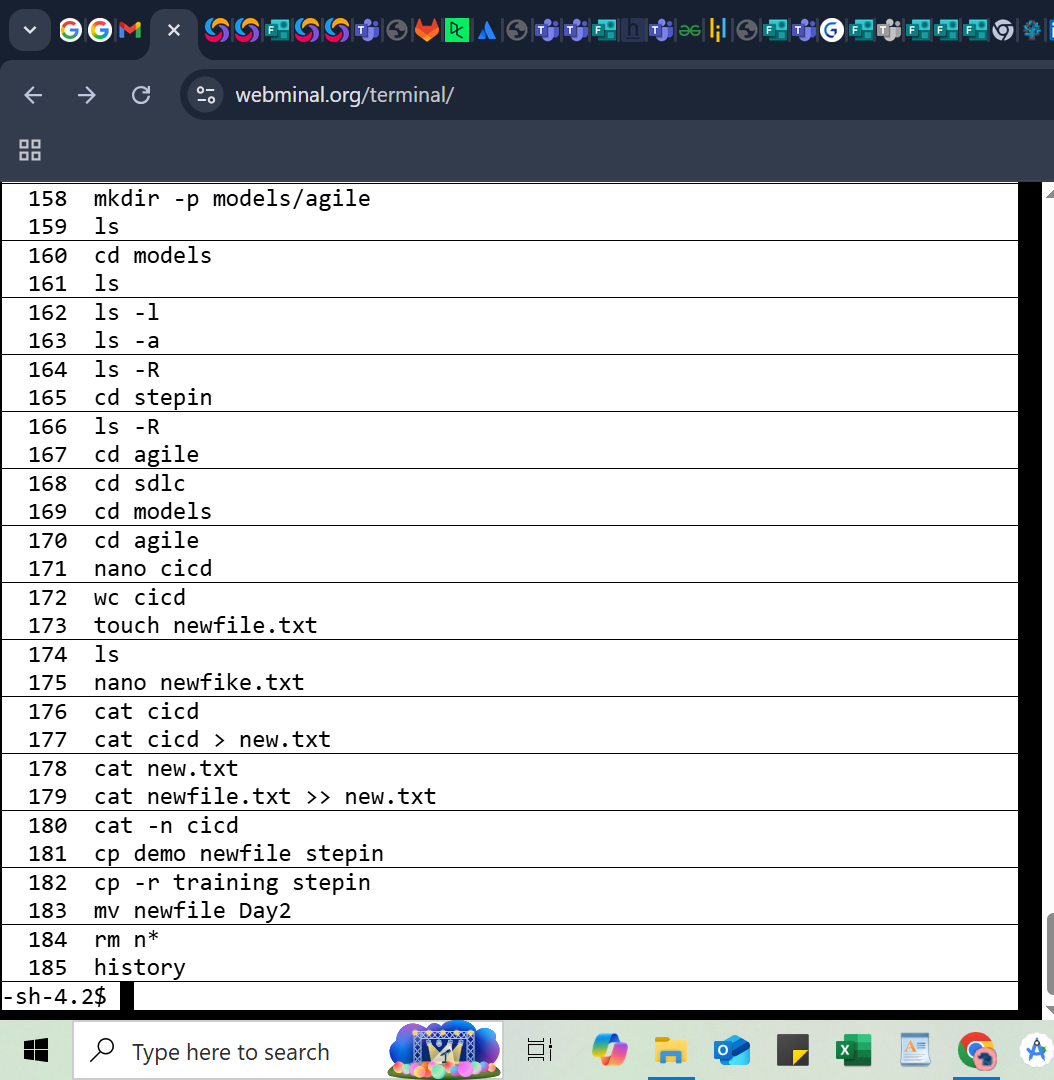 webminal.org/terminal/
158 mkdir -p models/agile
159 ls
160 cd models
161 ls
162 ls -l
163 ls -a
164 ls -R
165 cd stepin
166 ls -R
167 cd agile
168 cd sdlc
169 cd models
170 cd agile
171 nano cicd
172 wc cicd
173 touch newfile.txt
174 ls
175 nano newfike.txt
176 cat cicd
177 cat cicd > new.txt
178 cat new.txt
179 cat newfile.txt >> new.txt
180 cat -n cicd
181 cp demo newfile stepin
182 cp -r training stepin
183 mv newfile Day2
184 rm n*
185 history
-sh-4.2$
Type here to search